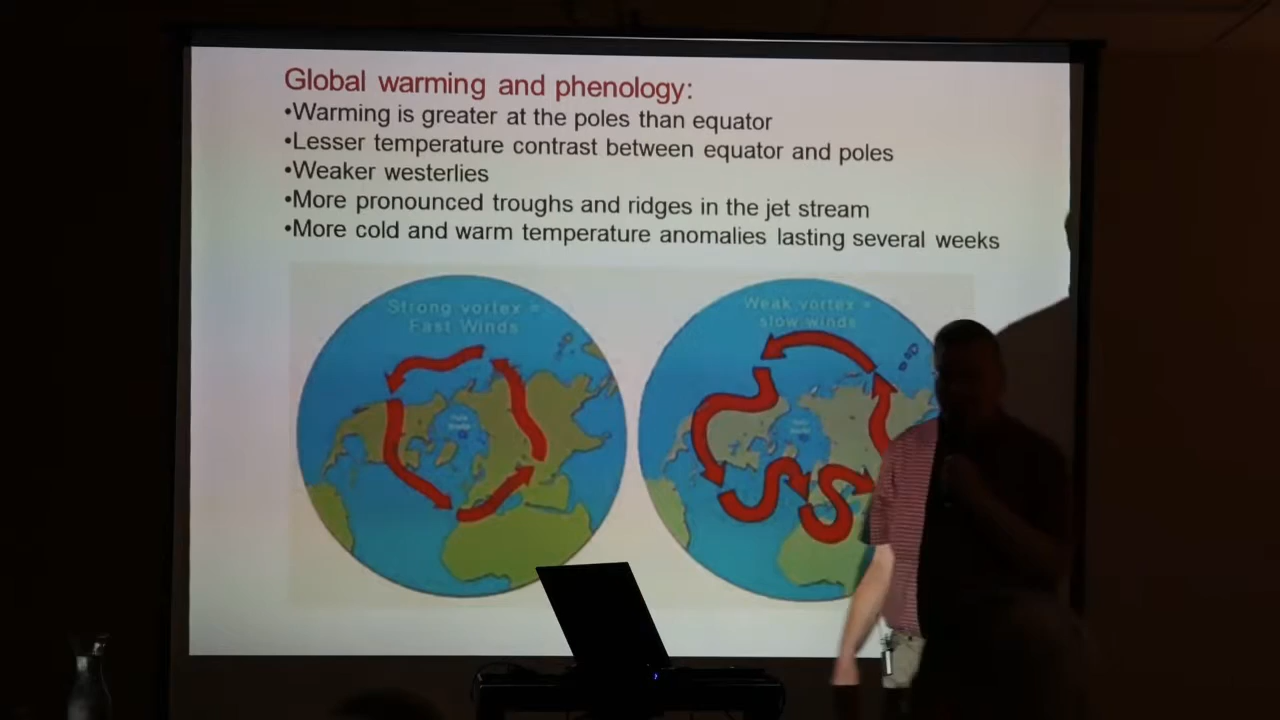 Global warming and phenology:
•Warming is greater at the poles than equator
•Lesser temperature contrast between equator and poles
•Weaker westerlies
•More pronounced troughs and ridges in the jet stream
•More cold and warm temperature anomalies lasting several weeks
Strong vortex =
Fast Winds
Weak vortex =
slow winds